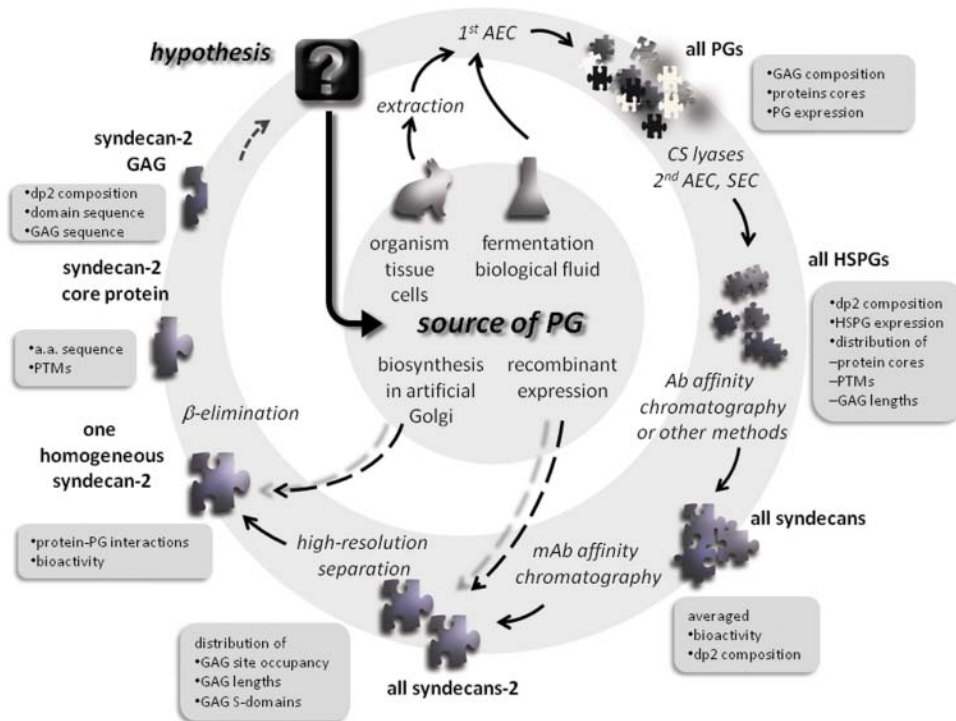 hypothesis
?
1st AEC
extraction
all PGs
•GAG composition
•proteins cores
•PG expression
CS lyases
2nd AEC, SEC
all HSPGs
•dp2 composition
•HSPG expression
•distribution of
–protein cores
–PTMs
–GAG lengths
Ab affinity
chromatography
or other methods
all syndecans
averaged
•bioactivity
•dp2 composition
mAb affinity
chromatography
all syndecans-2
distribution of
•GAG site occupancy
•GAG lengths
•GAG S-domains
high-resolution
separation
one
homogeneous
syndecan-2
•protein-PG interactions
•bioactivity
β-elimination
syndecan-2
core protein
•a.a. sequence
•PTMs
syndecan-2
GAG
•dp2 composition
•domain sequence
•GAG sequence
organism
tissue
cells
fermentation
biological fluid
source of PG
biosynthesis
in artificial
Golgi
recombinant
expression